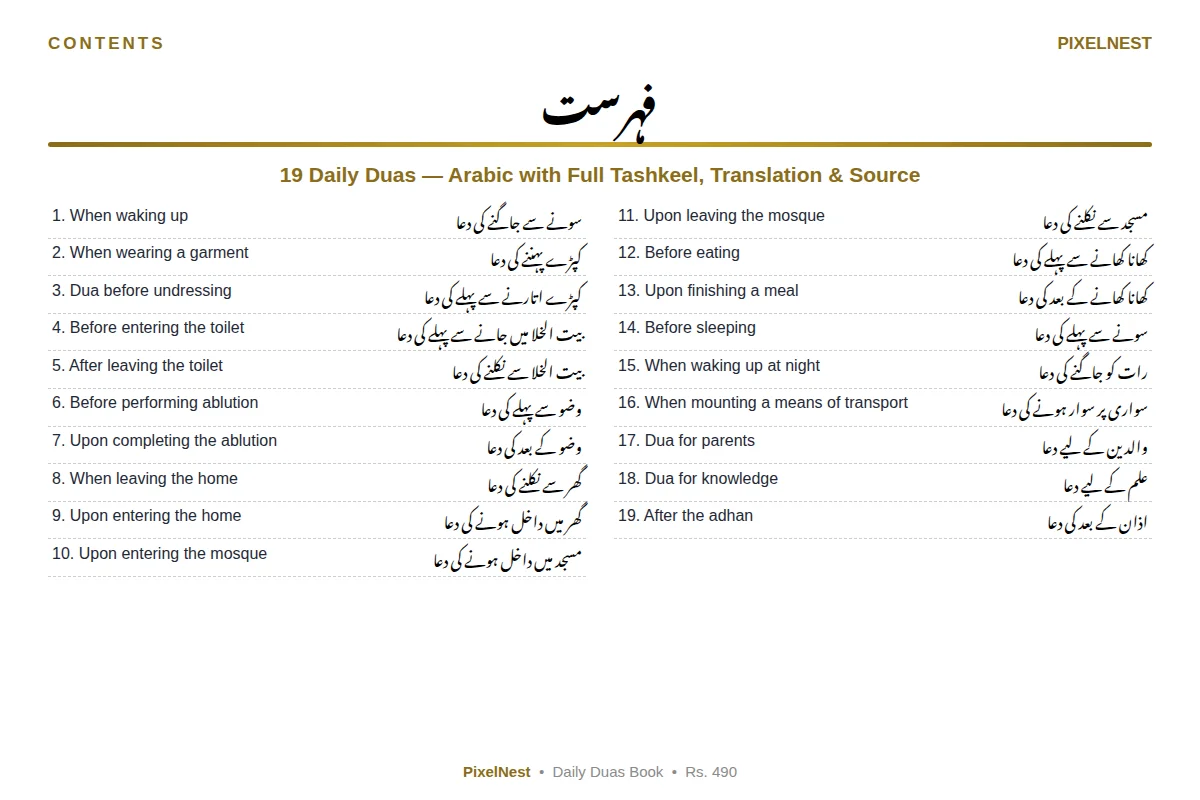 CONTENTS
PIXELNEST
فہرست
19 Daily Duas — Arabic with Full Tashkeel, Translation & Source
1. When waking up سونے سے جاگنے کی دعا
2. When wearing a garment کپڑے پہننے کی دعا
3. Dua before undressing کپڑے اتارنے سے پہلے کی دعا
4. Before entering the toilet بیت الخلا میں جانے سے پہلے کی دعا
5. After leaving the toilet بیت الخلا سے نکلنے کی دعا
6. Before performing ablution وضو سے پہلے کی دعا
7. Upon completing the ablution وضو کے بعد کی دعا
8. When leaving the home گھر سے نکلنے کی دعا
9. Upon entering the home گھر میں داخل ہونے کی دعا
10. Upon entering the mosque مسجد میں داخل ہونے کی دعا
11. Upon leaving the mosque مسجد سے نکلنے کی دعا
12. Before eating کھانا کھانے سے پہلے کی دعا
13. Upon finishing a meal کھانا کھانے کے بعد کی دعا
14. Before sleeping سونے سے پہلے کی دعا
15. When waking up at night رات کو جاگنے کی دعا
16. When mounting a means of transport سواری پر سوار ہونے کی دعا
17. Dua for parents والدین کے لیے دعا
18. Dua for knowledge علم کے لیے دعا
19. After the adhan اذان کے بعد کی دعا
PixelNest • Daily Duas Book • Rs. 490